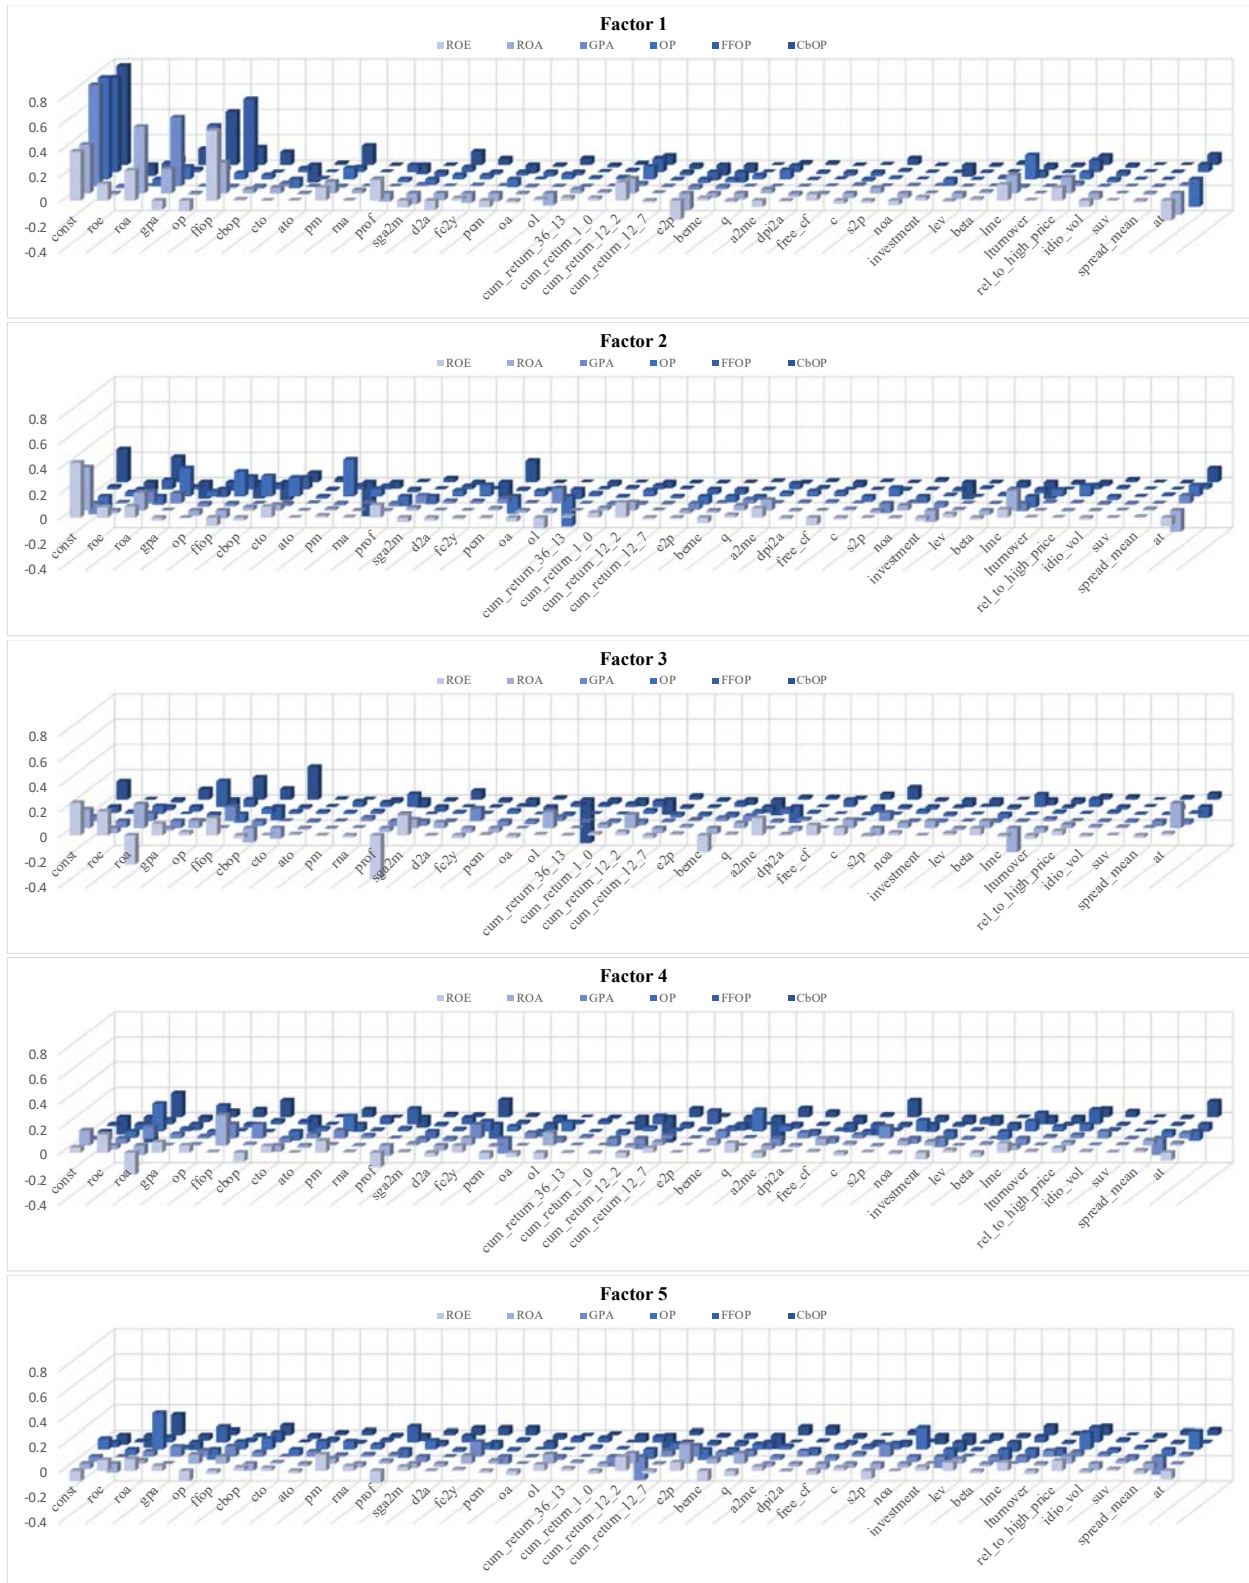 Factor 1
ROE ROA GPA OP FFOP CbOP
0.8
0.6
0.4
0.2
0
-0.2
-0.4
const roe roa gpa op ffop cbop cto ato pm rna prof sga2m d2a fc2y pcm oa ol cum_return_36_13 cum_return_1_0 cum_return_12_2 cum_return_12_7 e2p beme q a2me dpi2a free_cf c s2p noa investment lev beta lme lturnover rel_to_high_price idio_vol suv spread_mean at
Factor 2
ROE ROA GPA OP FFOP CbOP
0.8
0.6
0.4
0.2
0
-0.2
-0.4
const roe roa gpa op ffop cbop cto ato pm rna prof sga2m d2a fc2y pcm oa ol cum_return_36_13 cum_return_1_0 cum_return_12_2 cum_return_12_7 e2p beme q a2me dpi2a free_cf c s2p noa investment lev beta lme lturnover rel_to_high_price idio_vol suv spread_mean at
Factor 3
ROE ROA GPA OP FFOP CbOP
0.8
0.6
0.4
0.2
0
-0.2
-0.4
const roe roa gpa op ffop cbop cto ato pm rna prof sga2m d2a fc2y pcm oa ol cum_return_36_13 cum_return_1_0 cum_return_12_2 cum_return_12_7 e2p beme q a2me dpi2a free_cf c s2p noa investment lev beta lme lturnover rel_to_high_price idio_vol suv spread_mean at
Factor 4
ROE ROA GPA OP FFOP CbOP
0.8
0.6
0.4
0.2
0
-0.2
-0.4
const roe roa gpa op ffop cbop cto ato pm rna prof sga2m d2a fc2y pcm oa ol cum_return_36_13 cum_return_1_0 cum_return_12_2 cum_return_12_7 e2p beme q a2me dpi2a free_cf c s2p noa investment lev beta lme lturnover rel_to_high_price idio_vol suv spread_mean at
Factor 5
ROE ROA GPA OP FFOP CbOP
0.8
0.6
0.4
0.2
0
-0.2
-0.4
const roe roa gpa op ffop cbop cto ato pm rna prof sga2m d2a fc2y pcm oa ol cum_return_36_13 cum_return_1_0 cum_return_12_2 cum_return_12_7 e2p beme q a2me dpi2a free_cf c s2p noa investment lev beta lme lturnover rel_to_high_price idio_vol suv spread_mean at